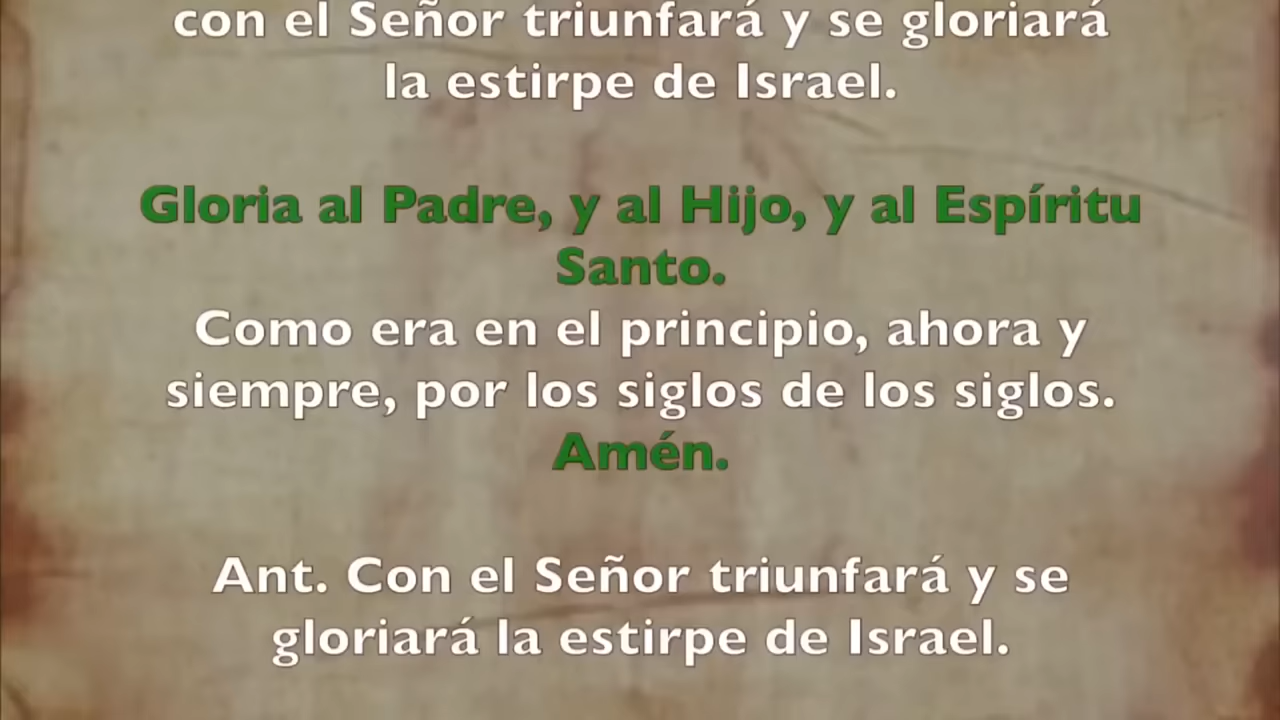 con el Señor triunfará y se gloriará
la estirpe de Israel.
Gloria al Padre, y al Hijo, y al Espíritu
Santo.
Como era en el principio, ahora y
siempre, por los siglos de los siglos.
Amén.
Ant. Con el Señor triunfará y se
gloriará la estirpe de Israel.